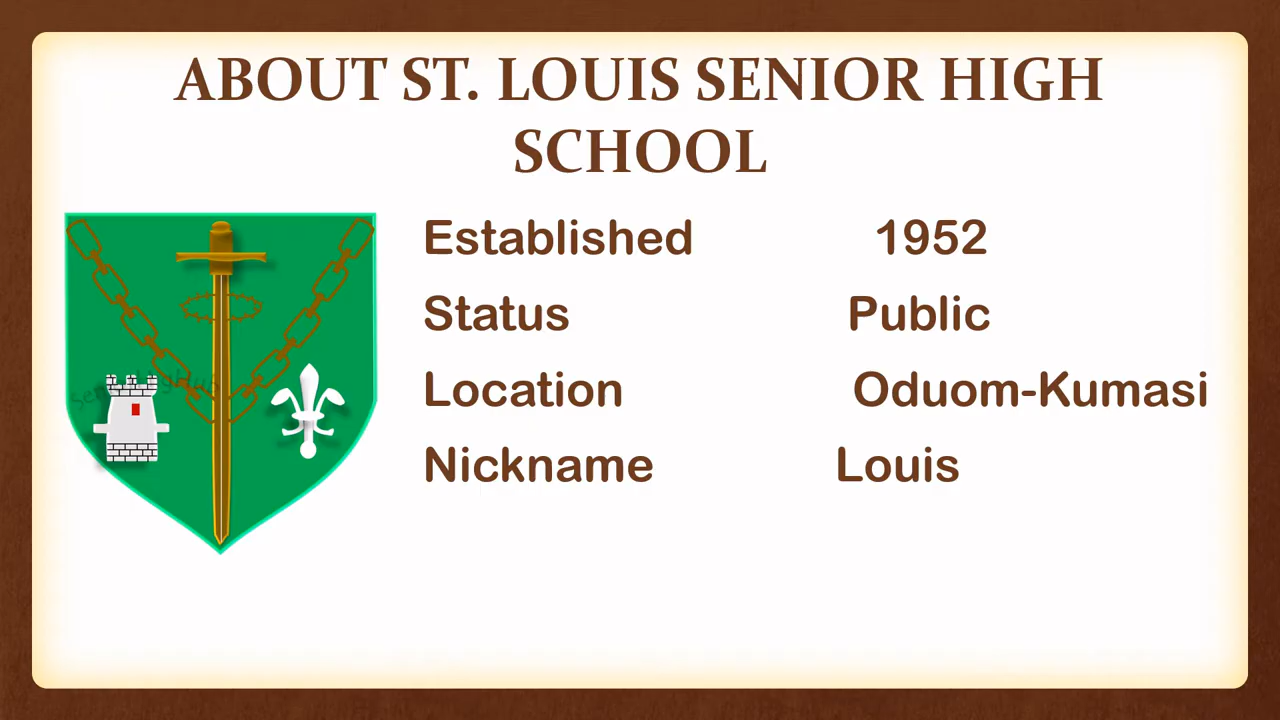 ABOUT ST. LOUIS SENIOR HIGH
SCHOOL
Established 1952
Status Public
Location Oduom-Kumasi
Nickname Louis